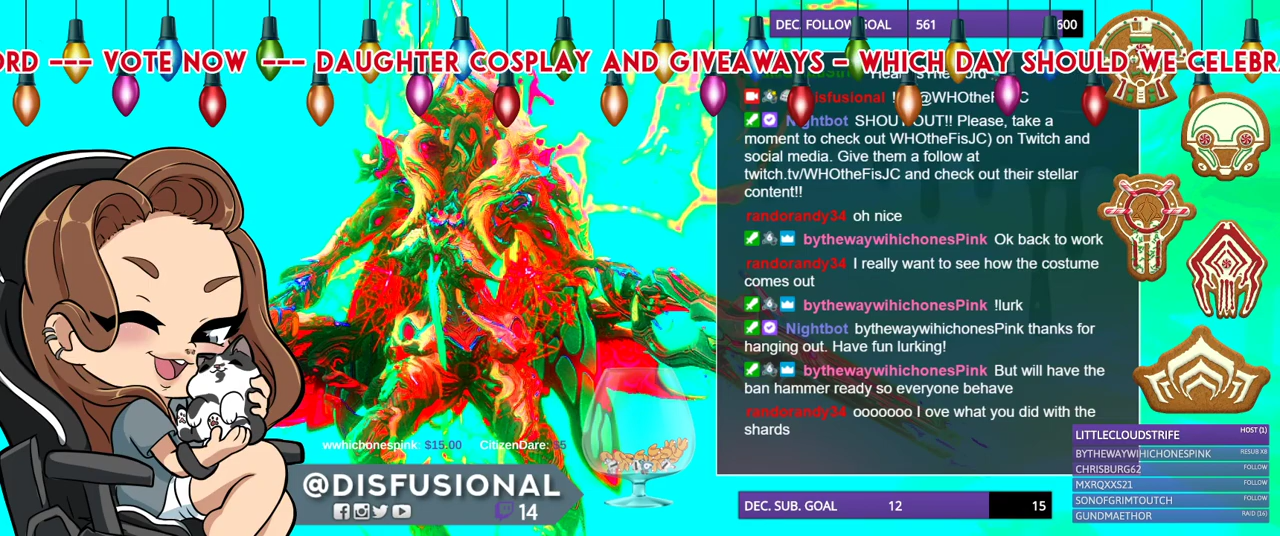 DEC. FOLLOW GOAL 561 600
ORD --- VOTE NOW --- DAUGHTER COSPLAY AND GIVEAWAYS - WHICH DAY SHOULD WE CELEBRA
Nightbot SHOUTOUT!! Please, take a
moment to check out WHOtheFisJC) on Twitch and
social media. Give them a follow at
twitch.tv/WHOtheFisJC and check out their stellar
content!!
randorandy34 oh nice
bythewaywihichonesPink Ok back to work
randorandy34 I really want to see how the costume
comes out
bythewaywihichonesPink !lurk
Nightbot bythewaywihichonesPink thanks for
hanging out. Have fun lurking!
bythewaywihichonesPink But will have the
ban hammer ready so everyone behave
randorandy34 ooooooo I ove what you did with the
shards
wwhichonespink: $15.00 CitizenDare:
@DISFUSIONAL
14
DEC. SUB. GOAL 12 15
LITTLECLOUDSTRIFE HOST (1)
BYTHEWAYWIHICHONESPINK RESUB X8
CHRISBURG62 FOLLOW
MXRQXXS21 FOLLOW
SONOFGRIMTOUTCH FOLLOW
GUNDMAETHOR RAID (16)